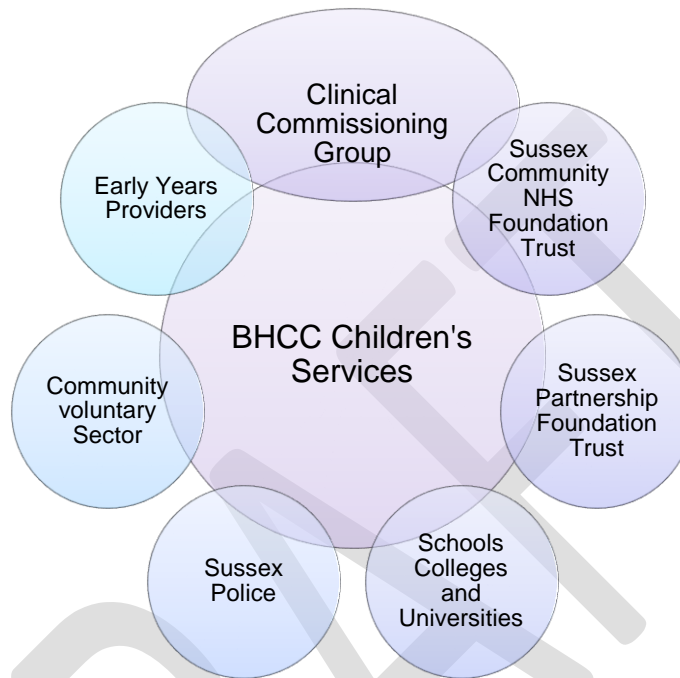 Clinical
Commissioning
Group
Sussex
Community
NHS
Foundation
Trust
Early Years
Providers
BHCC Children's
Services
Sussex
Partnership
Foundation
Trust
Community
voluntary
Sector
Schools
Colleges
and
Universities
Sussex
Police